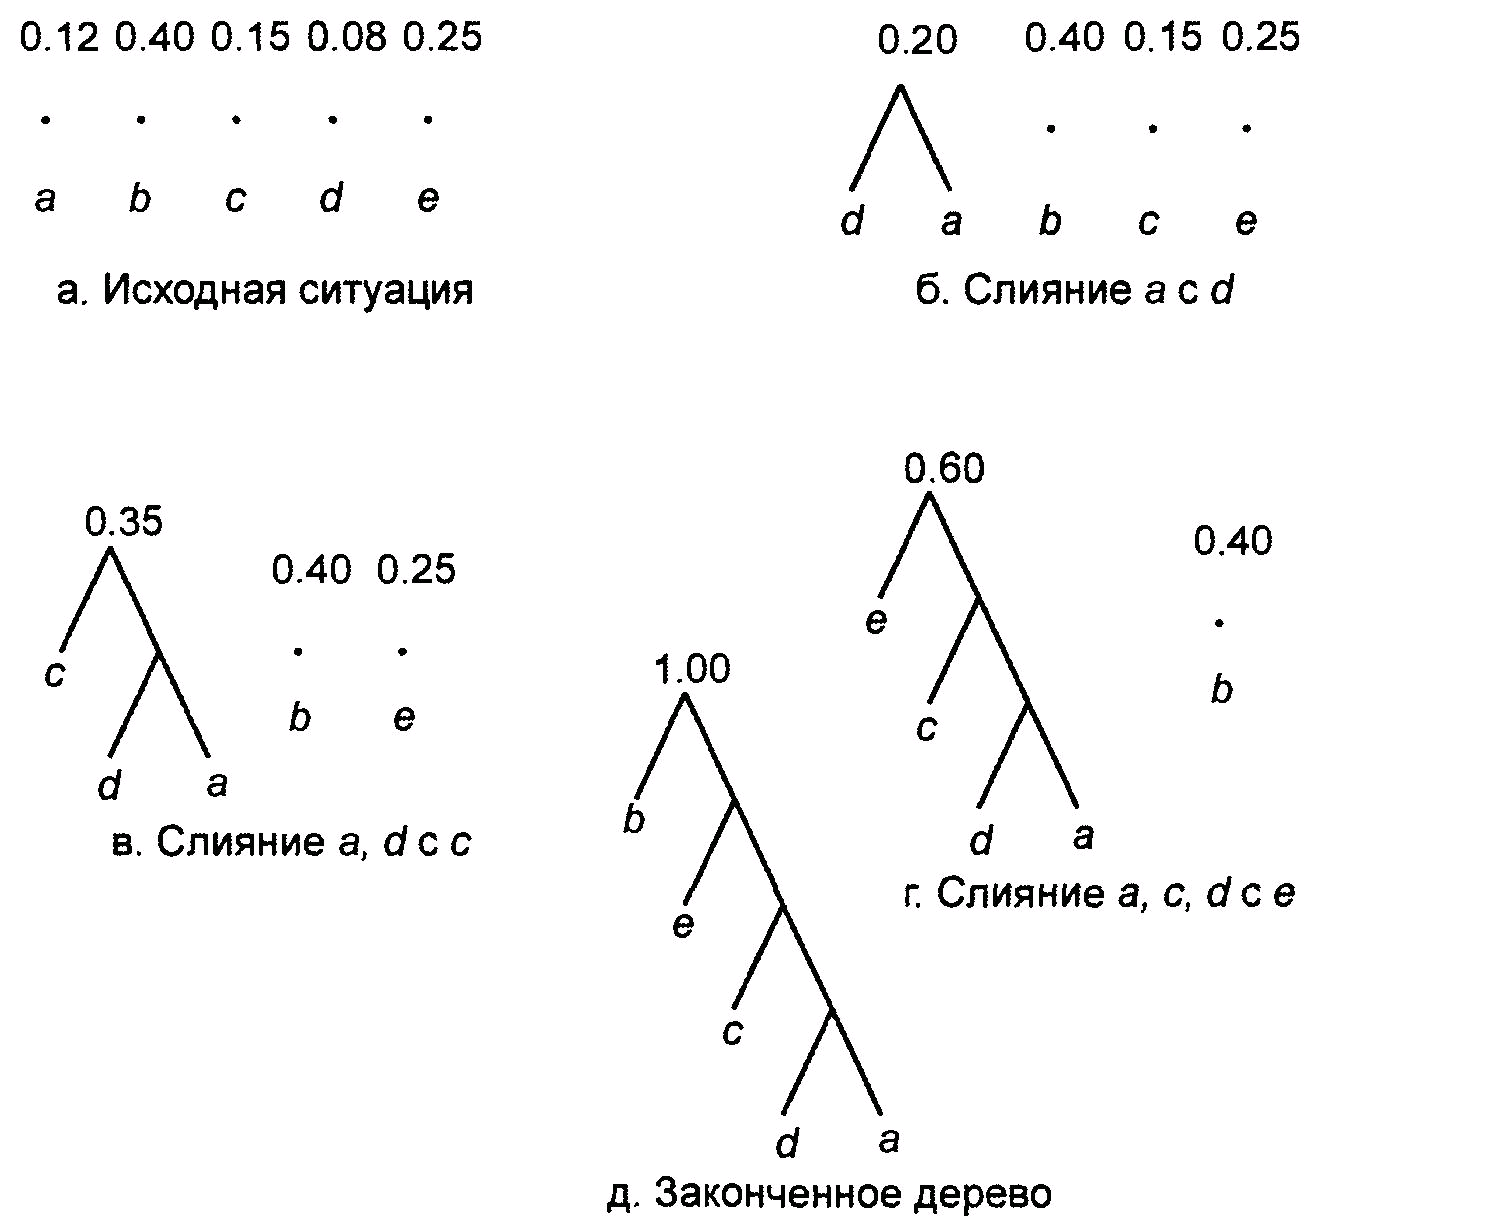 0.12 0.40 0.15 0.08 0.25
a b c d e
а. Исходная ситуация
0.20 0.40 0.15 0.25
d a b c e
б. Слияние a с d
0.35
0.40 0.25
c
b e
d a
в. Слияние a, d с c
0.60
0.40
e
b
c
d a
г. Слияние a, c, d с e
1.00
b
e
c
d a
д. Законченное дерево